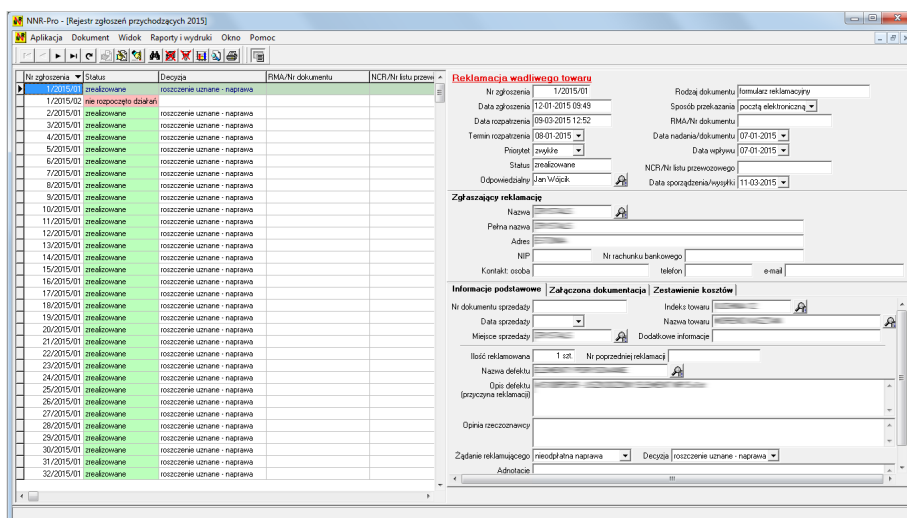 NNR-Pro - [Rejestr zgłoszeń przychodzących 2015]
Aplikacja Dokument Widok Raporty i wydruki Okno Pomoc
Nr zgłoszenia Status Decyzja RMA/Nr dokumentu NCR/Nr listu przew
1/2015/01 zrealizowane roszczenie uznane - naprawa
1/2015/02 nie rozpoczęto działań
2/2015/01 zrealizowane roszczenie uznane - naprawa
3/2015/01 zrealizowane roszczenie uznane - naprawa
4/2015/01 zrealizowane roszczenie uznane - naprawa
5/2015/01 zrealizowane roszczenie uznane - naprawa
6/2015/01 zrealizowane roszczenie uznane - naprawa
7/2015/01 zrealizowane roszczenie uznane - naprawa
8/2015/01 zrealizowane roszczenie uznane - naprawa
9/2015/01 zrealizowane roszczenie uznane - naprawa
10/2015/01 zrealizowane roszczenie uznane - naprawa
11/2015/01 zrealizowane roszczenie uznane - naprawa
12/2015/01 zrealizowane roszczenie uznane - naprawa
13/2015/01 zrealizowane roszczenie uznane - naprawa
14/2015/01 zrealizowane roszczenie uznane - naprawa
15/2015/01 zrealizowane roszczenie uznane - naprawa
16/2015/01 zrealizowane roszczenie uznane - naprawa
17/2015/01 zrealizowane roszczenie uznane - naprawa
18/2015/01 zrealizowane roszczenie uznane - naprawa
19/2015/01 zrealizowane roszczenie uznane - naprawa
20/2015/01 zrealizowane roszczenie uznane - naprawa
21/2015/01 zrealizowane roszczenie uznane - naprawa
22/2015/01 zrealizowane roszczenie uznane - naprawa
23/2015/01 zrealizowane roszczenie uznane - naprawa
24/2015/01 zrealizowane roszczenie uznane - naprawa
25/2015/01 zrealizowane roszczenie uznane - naprawa
26/2015/01 zrealizowane roszczenie uznane - naprawa
27/2015/01 zrealizowane roszczenie uznane - naprawa
28/2015/01 zrealizowane roszczenie uznane - naprawa
29/2015/01 zrealizowane roszczenie uznane - naprawa
30/2015/01 zrealizowane roszczenie uznane - naprawa
31/2015/01 zrealizowane roszczenie uznane - naprawa
32/2015/01 zrealizowane roszczenie uznane - naprawa
Reklamacja wadliwego towaru
Nr zgłoszenia 1/2015/01 Rodzaj dokumentu formularz reklamacyjny
Data zgłoszenia 12-01-2015 09:49 Sposób przekazania pocztą elektroniczną
Data rozpatrzenia 09-03-2015 12:52 RMA/Nr dokumentu
Termin rozpatrzenia 08-01-2015 Data nadania/dokumentu 07-01-2015
Priorytet zwykłe Data wpływu 07-01-2015
Status zrealizowane NCR/Nr listu przewozowego
Odpowiedzialny Jan Wójcik Data sporządzenia/wysyłki 11-03-2015
Zgłaszający reklamację
Nazwa
Pełna nazwa
Adres
NIP Nr rachunku bankowego
Kontakt: osoba telefon e-mail
Informacje podstawowe Załączona dokumentacja Zestawienie kosztów
Nr dokumentu sprzedaży Indeks towaru
Data sprzedaży Nazwa towaru
Miejsce sprzedaży Dodatkowe informacje
Ilość reklamowana 1 szt. Nr poprzedniej reklamacji
Nazwa defektu
Opis defektu
(przyczyna reklamacji)
Opinia rzeczoznawcy
Żądanie reklamującego nieodpłatna naprawa Decyzja roszczenie uznane - naprawa
Adnotacje